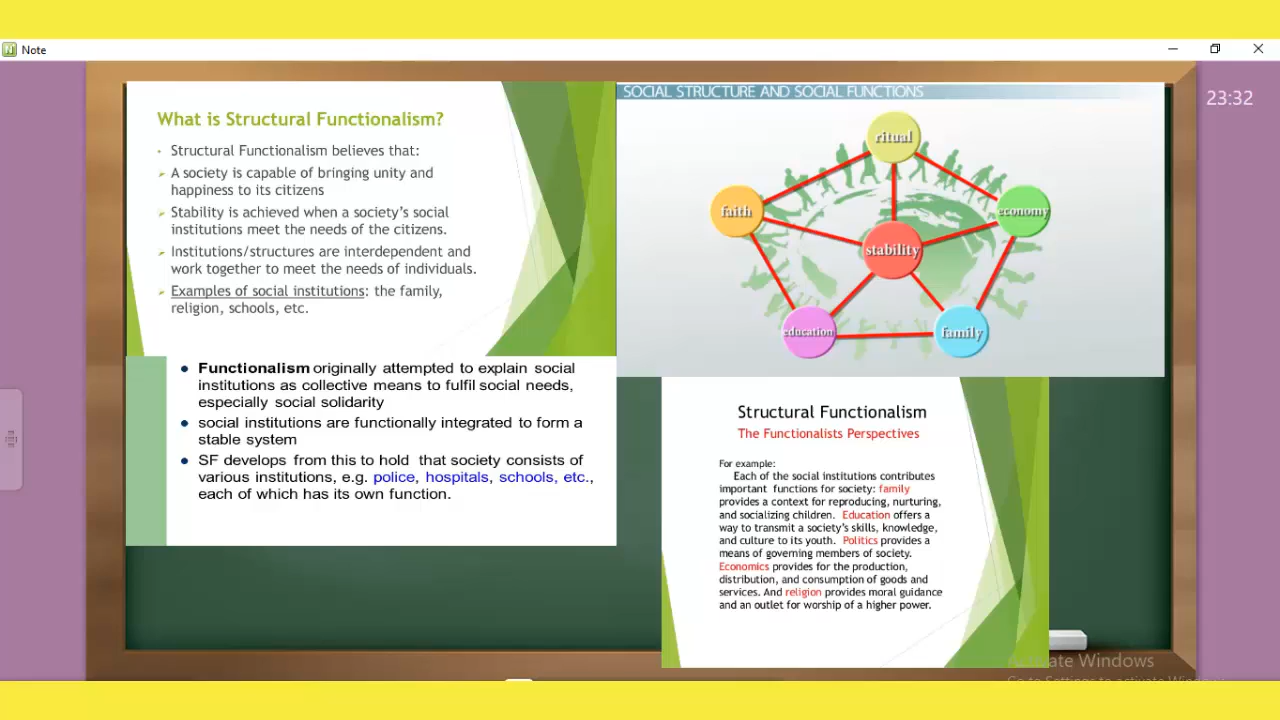 Note
23:32
What is Structural Functionalism?
Structural Functionalism believes that:
A society is capable of bringing unity and
happiness to its citizens
Stability is achieved when a society's social
institutions meet the needs of the citizens.
Institutions/structures are interdependent and
work together to meet the needs of individuals.
Examples of social institutions: the family,
religion, schools, etc.
SOCIAL STRUCTURE AND SOCIAL FUNCTIONS
ritual
faith
economy
stability
education
family
Functionalism originally attempted to explain social
institutions as collective means to fulfil social needs,
especially social solidarity
social institutions are functionally integrated to form a
stable system
SF develops from this to hold that society consists of
various institutions, e.g. police, hospitals, schools, etc.,
each of which has its own function.
Structural Functionalism
The Functionalists Perspectives
For example:
Each of the social institutions contributes
important functions for society: family
provides a context for reproducing, nurturing,
and socializing children. Education offers a
way to transmit a society's skills, knowledge,
and culture to its youth. Politics provides a
means of governing members of society.
Economics provides for the production,
distribution, and consumption of goods and
services. And religion provides moral guidance
and an outlet for worship of a higher power.
Activate Windows
Go to Settings to activate Windows.